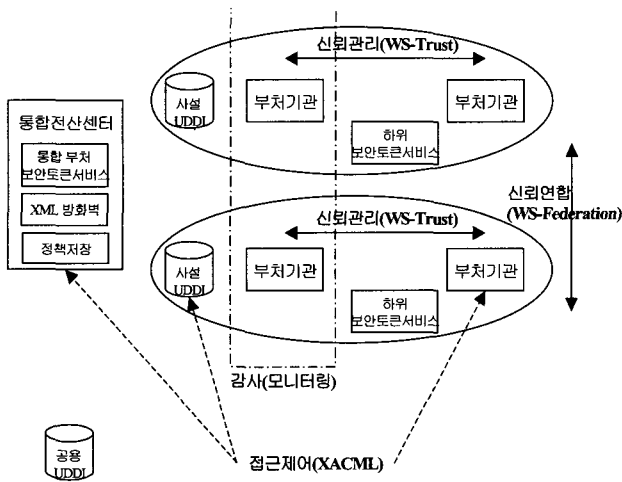 신뢰관리(WS-Trust)
사설
UDDI
부처기관
부처기관
하위
보안토큰서비스
통합전산센터
통합 부처
보안토큰서비스
XML 방화벽
정책저장
신뢰연합
(WS-Federation)
신뢰관리(WS-Trust)
사설
UDDI
부처기관
부처기관
하위
보안토큰서비스
감사(모니터링)
공용
UDDI
접근제어(XACML)